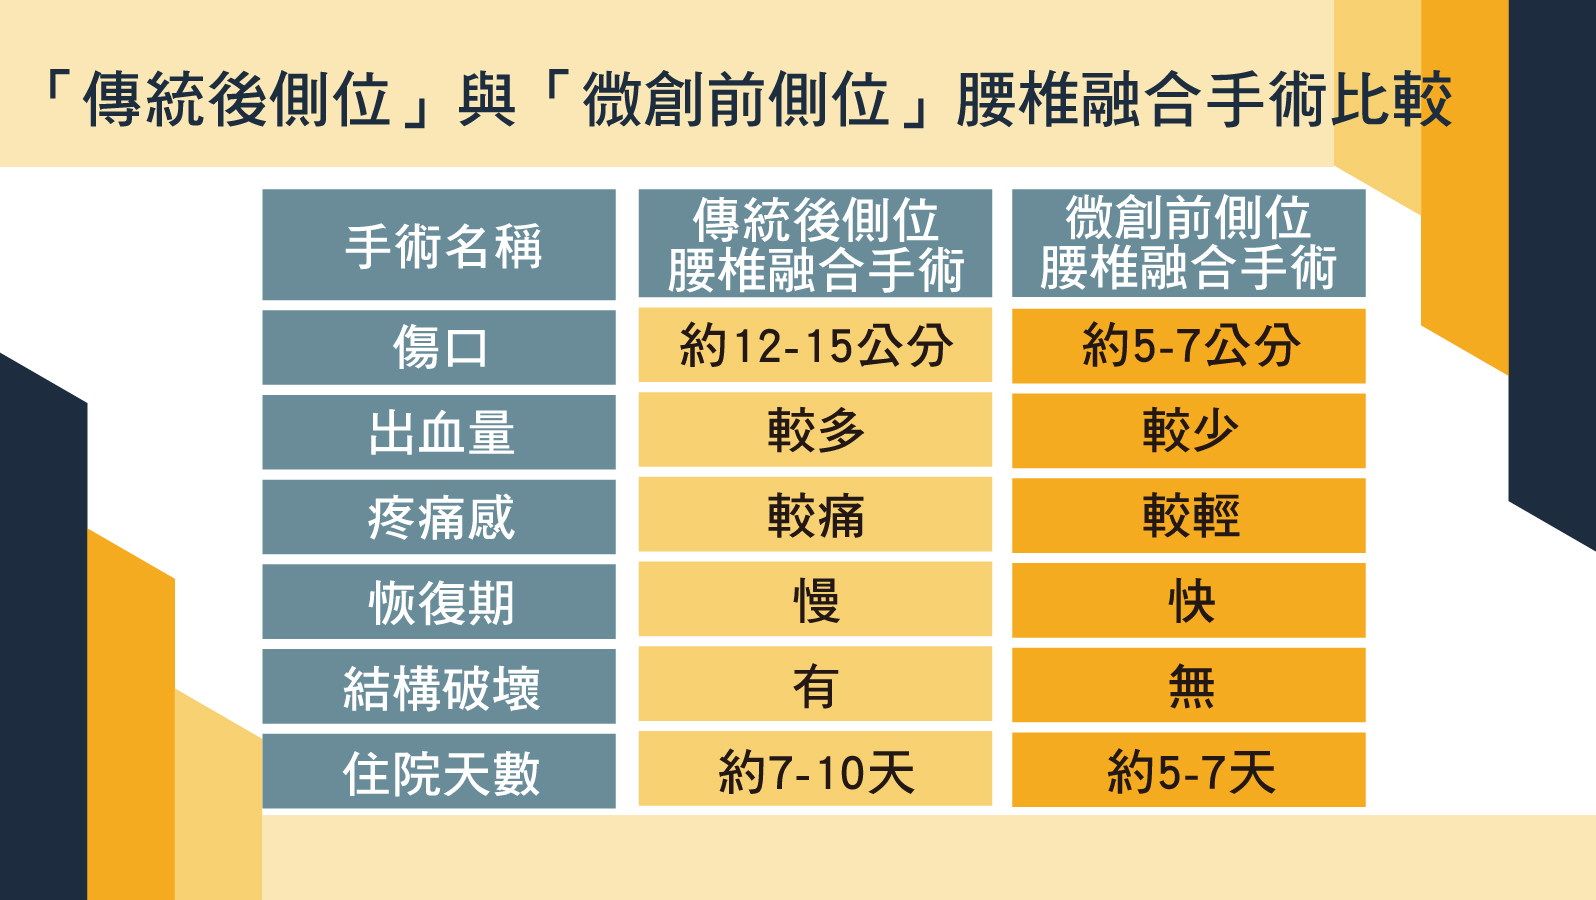 「傳統後側位」與「微創前側位」腰椎融合手術比較
手術名稱
傳統後側位
腰椎融合手術
微創前側位
腰椎融合手術
傷口
約12-15公分
約5-7公分
出血量
較多
較少
疼痛感
較痛
較輕
恢復期
慢
快
結構破壞
有
無
住院天數
約7-10天
約5-7天